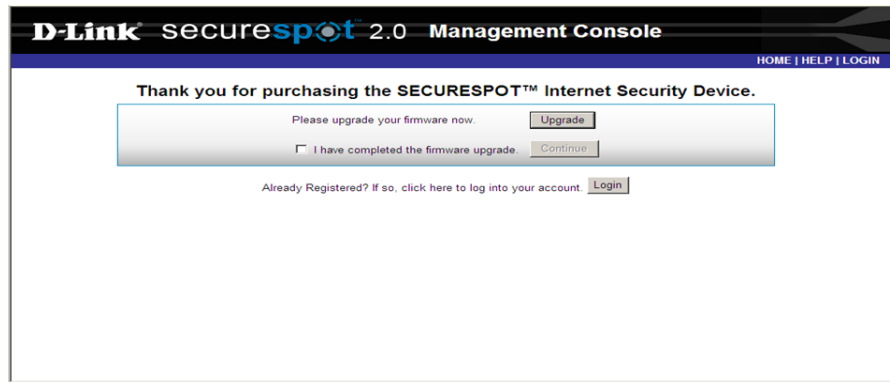 D-Link securespot™ 2.0 Management Console
HOME | HELP | LOGIN
Thank you for purchasing the SECURESPOT™ Internet Security Device.
Please upgrade your firmware now. Upgrade
I have completed the firmware upgrade. Continue
Already Registered? If so, click here to log into your account. Login